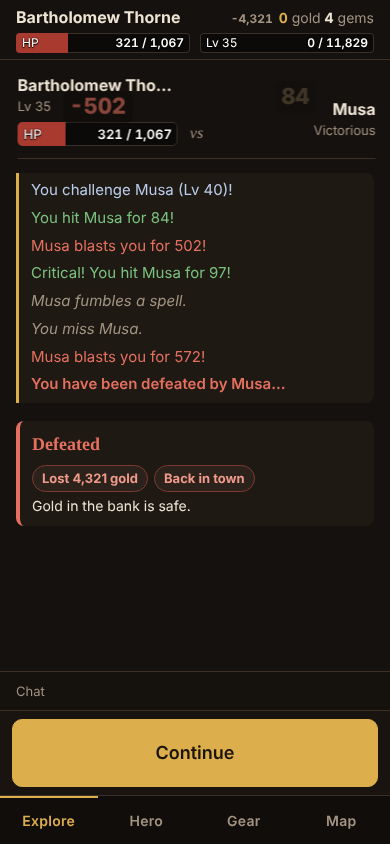 Bartholomew Thorne -4,321 0 gold 4 gems
HP 321 / 1,067 Lv 35 0 / 11,829
Bartholomew Tho...
Lv 35 -502 84 Musa
HP 321 / 1,067 vs Victorious
You challenge Musa (Lv 40)!
You hit Musa for 84!
Musa blasts you for 502!
Critical! You hit Musa for 97!
Musa fumbles a spell.
You miss Musa.
Musa blasts you for 572!
You have been defeated by Musa...
Defeated
Lost 4,321 gold Back in town
Gold in the bank is safe.
Chat
Continue
Explore Hero Gear Map